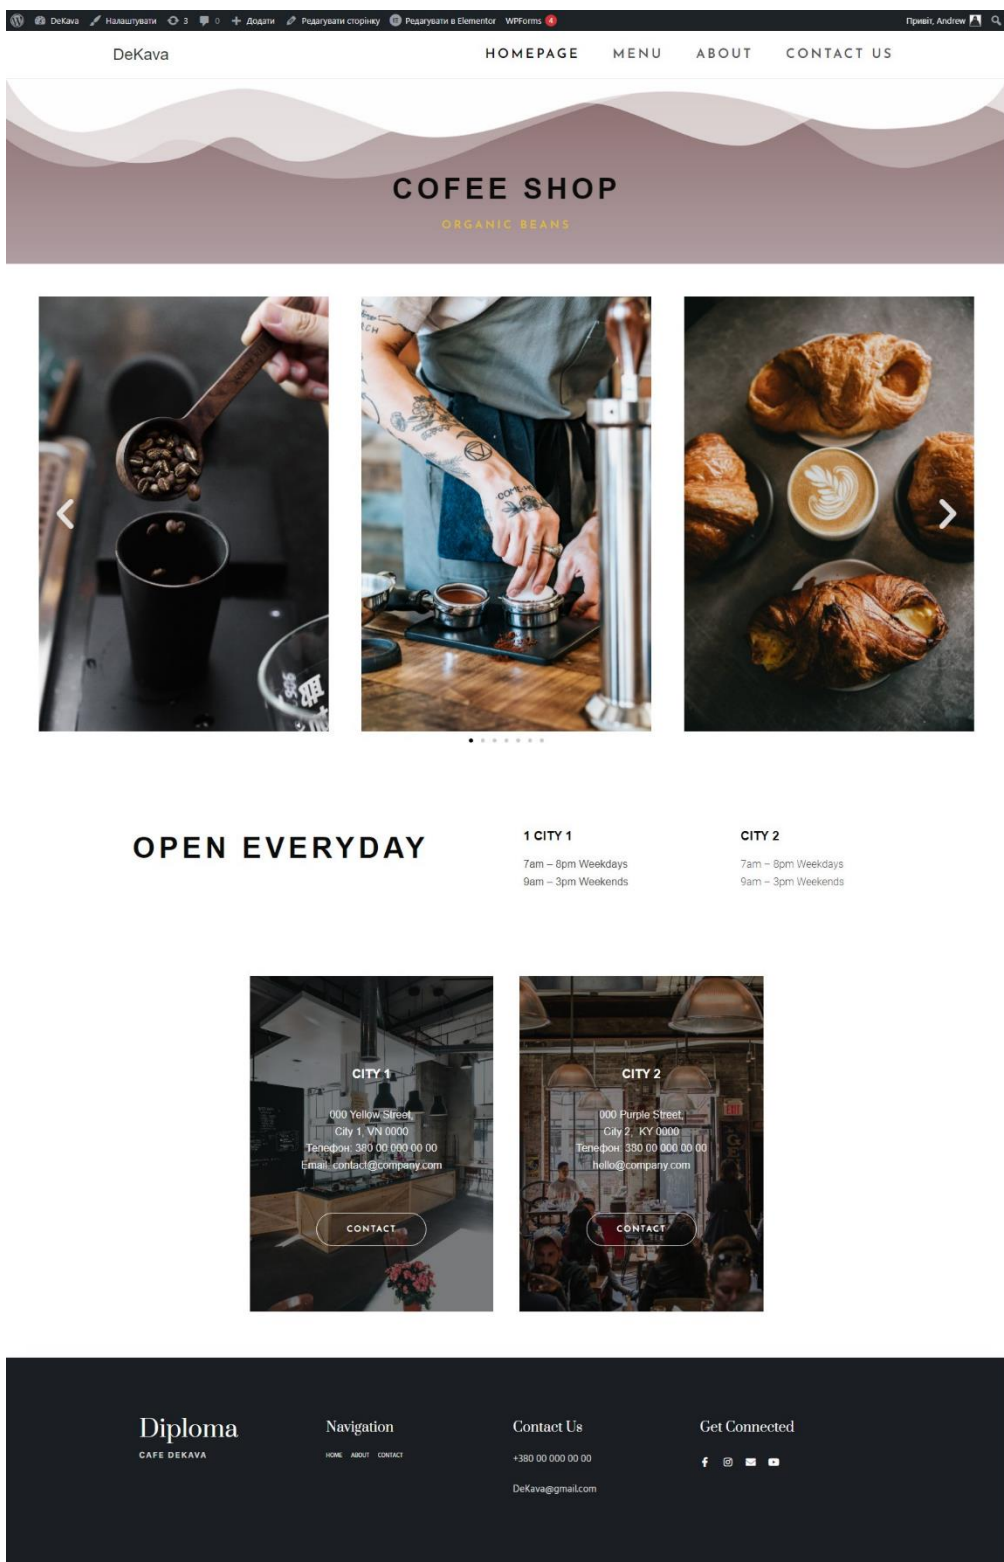 DeKava Налаштувати 3 0 Додати Редагувати сторінку Редагувати в Elementor WPForms 4 Привіт, Andrew
DeKava HOMEPAGE MENU ABOUT CONTACT US
COFEE SHOP
ORGANIC BEANS
OPEN EVERYDAY
1 CITY 1
7am – 8pm Weekdays
9am – 3pm Weekends
CITY 2
7am – 8pm Weekdays
9am – 3pm Weekends
CITY 1
000 Yellow Street,
City 1, VN 0000
Телефон: 380 00 000 00 00
Email: contact@company.com
CONTACT
CITY 2
000 Purple Street,
City 2, KY 0000
Телефон: 380 00 000 00 00
hello@company.com
CONTACT
Diploma
CAFE DEKAVA
Navigation
HOME ABOUT CONTACT
Contact Us
+380 00 000 00 00
DeKava@gmail.com
Get Connected